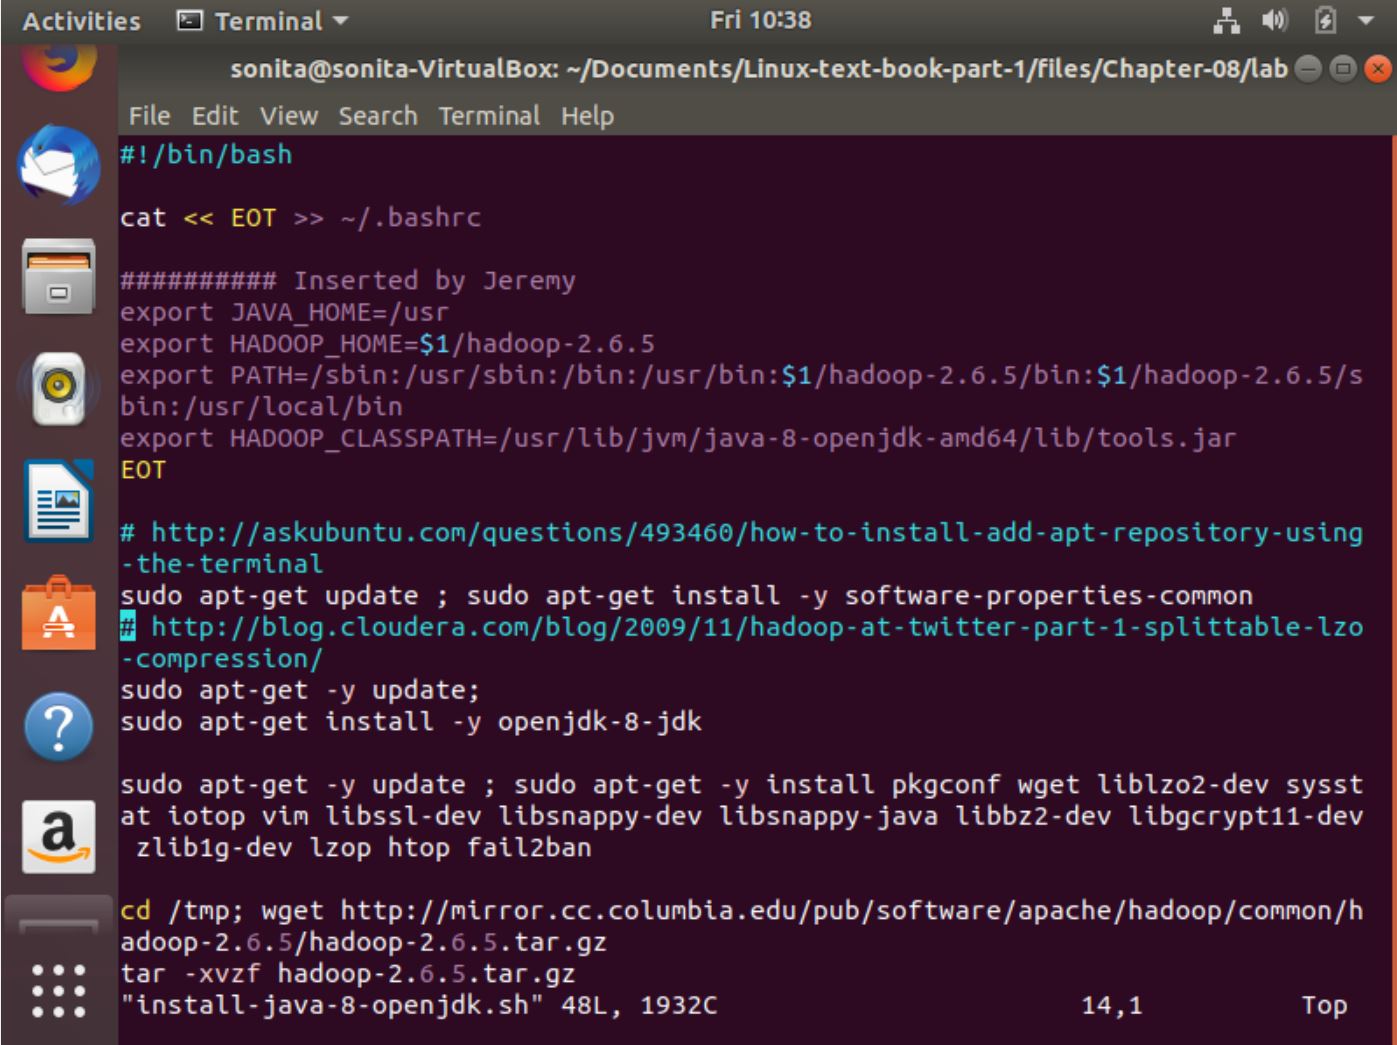 Activities Terminal Fri 10:38
sonita@sonita-VirtualBox: ~/Documents/Linux-text-book-part-1/files/Chapter-08/lab
File Edit View Search Terminal Help
#!/bin/bash
cat << EOT >> ~/.bashrc
########## Inserted by Jeremy
export JAVA_HOME=/usr
export HADOOP_HOME=$1/hadoop-2.6.5
export PATH=/sbin:/usr/sbin:/bin:/usr/bin:$1/hadoop-2.6.5/bin:$1/hadoop-2.6.5/s
bin:/usr/local/bin
export HADOOP_CLASSPATH=/usr/lib/jvm/java-8-openjdk-amd64/lib/tools.jar
EOT
# http://askubuntu.com/questions/493460/how-to-install-add-apt-repository-using
-the-terminal
sudo apt-get update ; sudo apt-get install -y software-properties-common
# http://blog.cloudera.com/blog/2009/11/hadoop-at-twitter-part-1-splittable-lzo
-compression/
sudo apt-get -y update;
sudo apt-get install -y openjdk-8-jdk
sudo apt-get -y update ; sudo apt-get -y install pkgconf wget liblzo2-dev sysst
at iotop vim libssl-dev libsnappy-dev libsnappy-java libbz2-dev libgcrypt11-dev
 zlib1g-dev lzop htop fail2ban
cd /tmp; wget http://mirror.cc.columbia.edu/pub/software/apache/hadoop/common/h
adoop-2.6.5/hadoop-2.6.5.tar.gz
tar -xvzf hadoop-2.6.5.tar.gz
"install-java-8-openjdk.sh" 48L, 1932C 14,1 Top